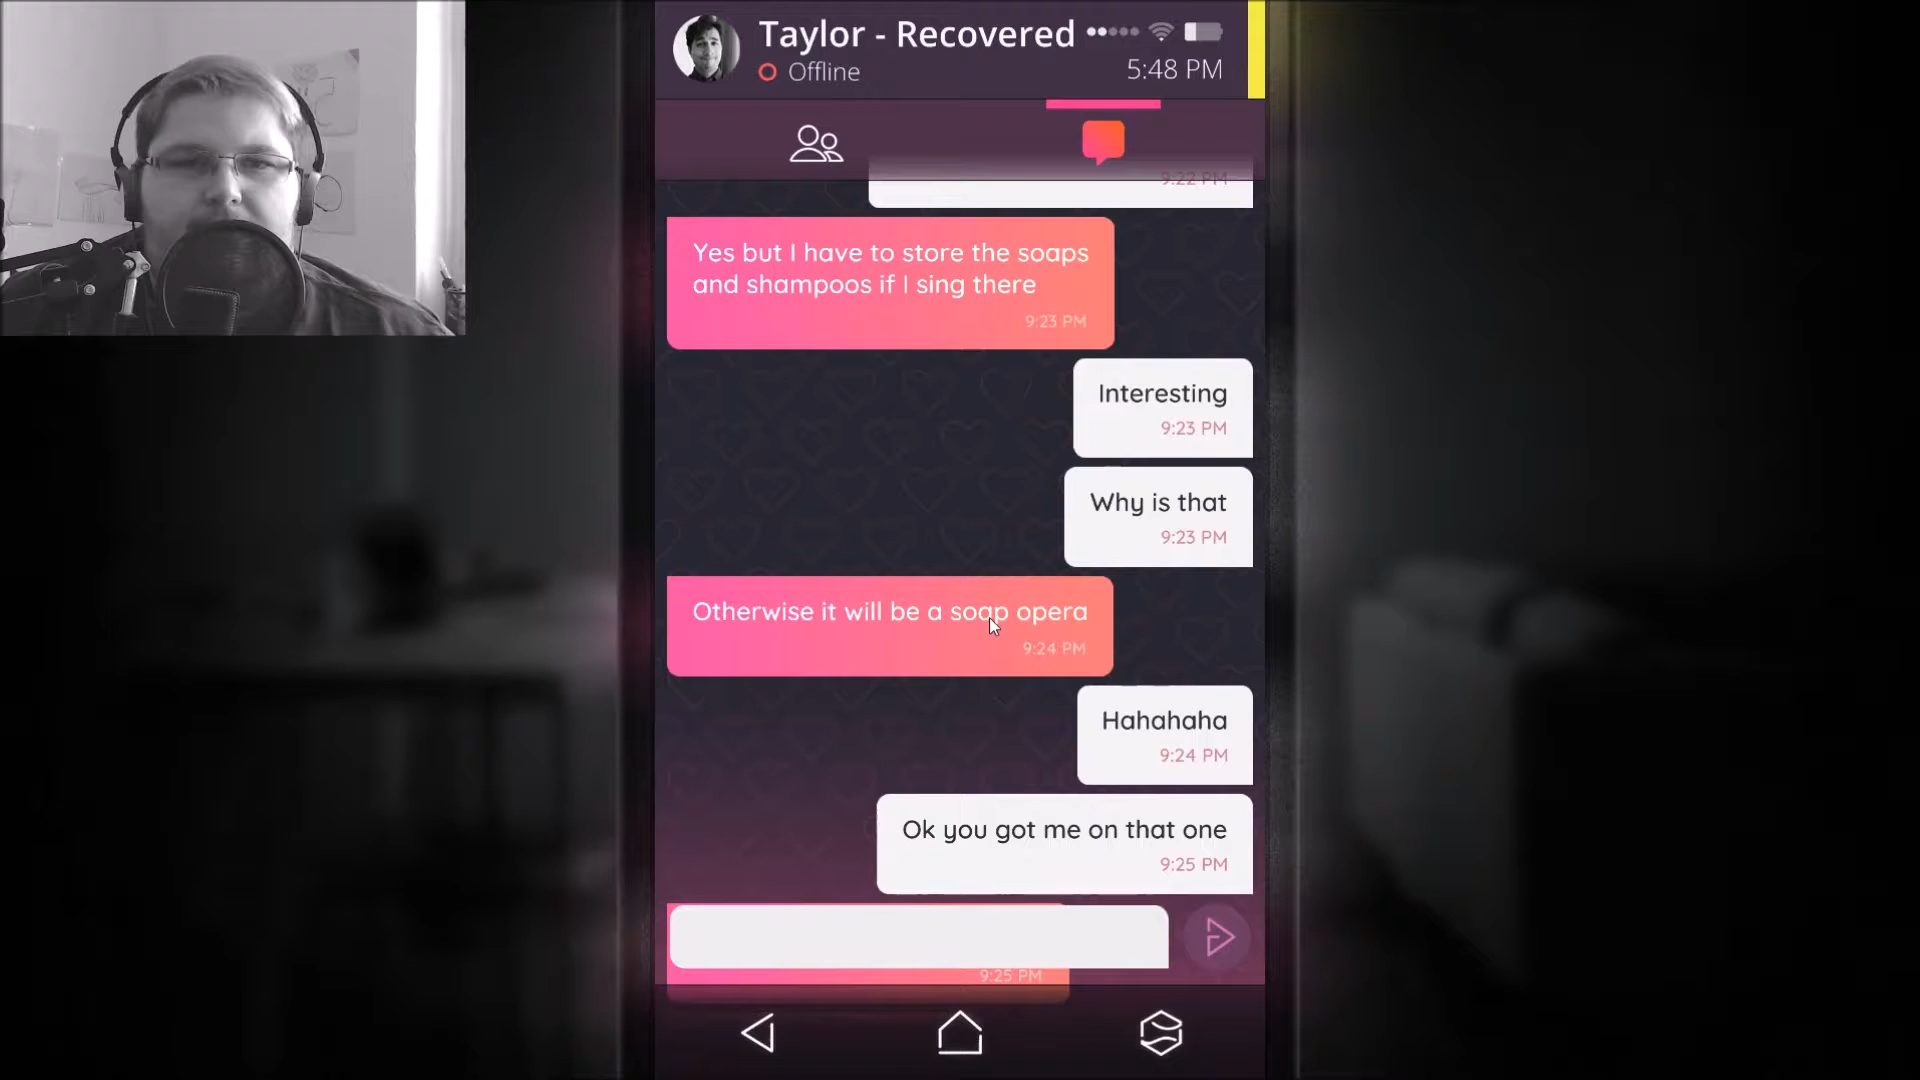 Taylor - Recovered
Offline
5:48 PM
9:22 PM
Yes but I have to store the soaps
and shampoos if I sing there
9:23 PM
Interesting
9:23 PM
Why is that
9:23 PM
Otherwise it will be a soap opera
9:24 PM
Hahahaha
9:24 PM
Ok you got me on that one
9:25 PM
9:25 PM